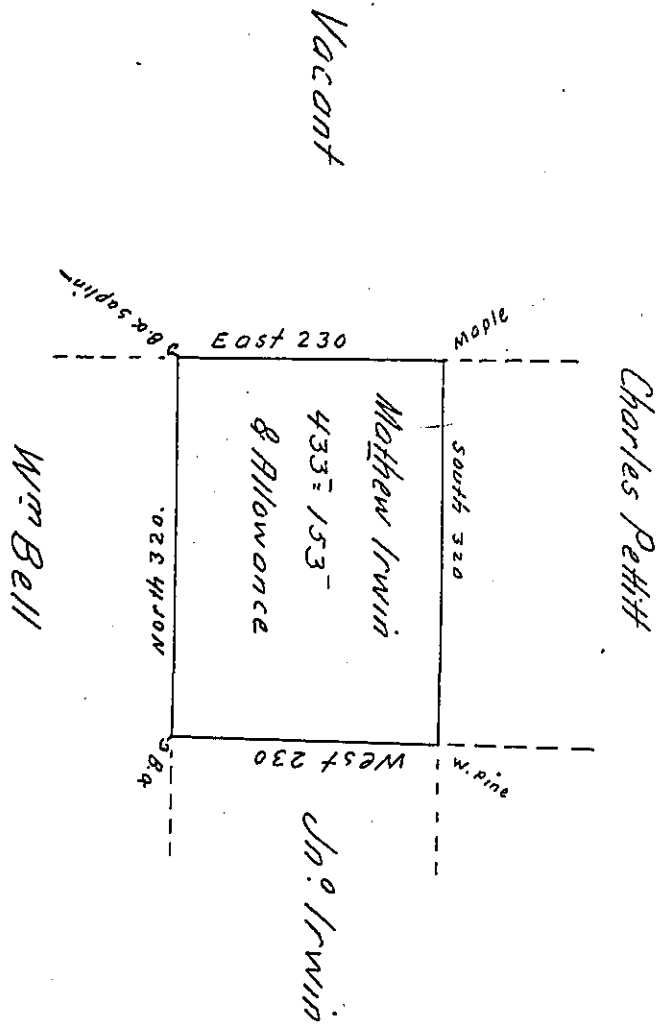 Vacant
B.O. Saplin
East 230
Maple
Charles Pettitt
South 320
Mathew Irwin
433=153
& Allowance
North 320.
Wm Bell
B.O
West 230
W. Pine
Jno. Irwin